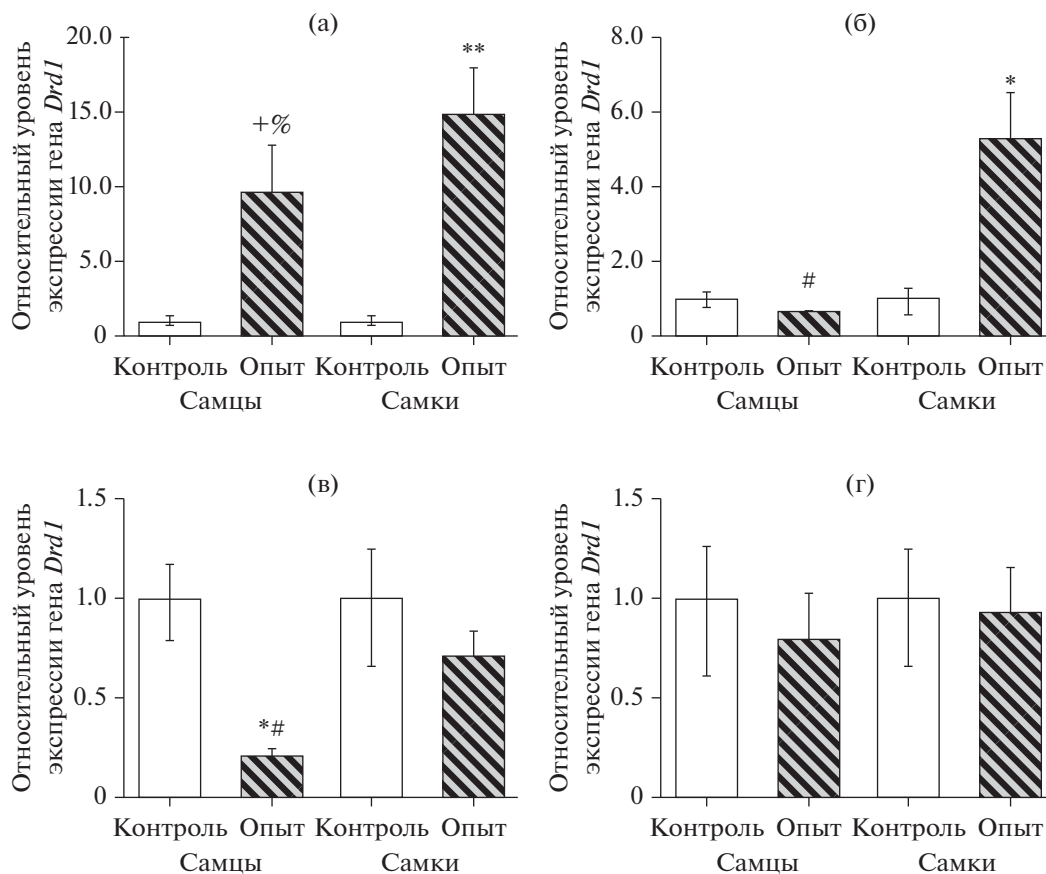 (а)
Относительный уровень
экспрессии гена Drd1
20.0
15.0
10.0
5.0
0
+%
**
Контроль Опыт Контроль Опыт
Самцы Самки
(б)
Относительный уровень
экспрессии гена Drd1
8.0
6.0
4.0
2.0
0
#
*
Контроль Опыт Контроль Опыт
Самцы Самки
(в)
Относительный уровень
экспрессии гена Drd1
1.5
1.0
0.5
0
*#
Контроль Опыт Контроль Опыт
Самцы Самки
(г)
Относительный уровень
экспрессии гена Drd1
1.5
1.0
0.5
0
Контроль Опыт Контроль Опыт
Самцы Самки